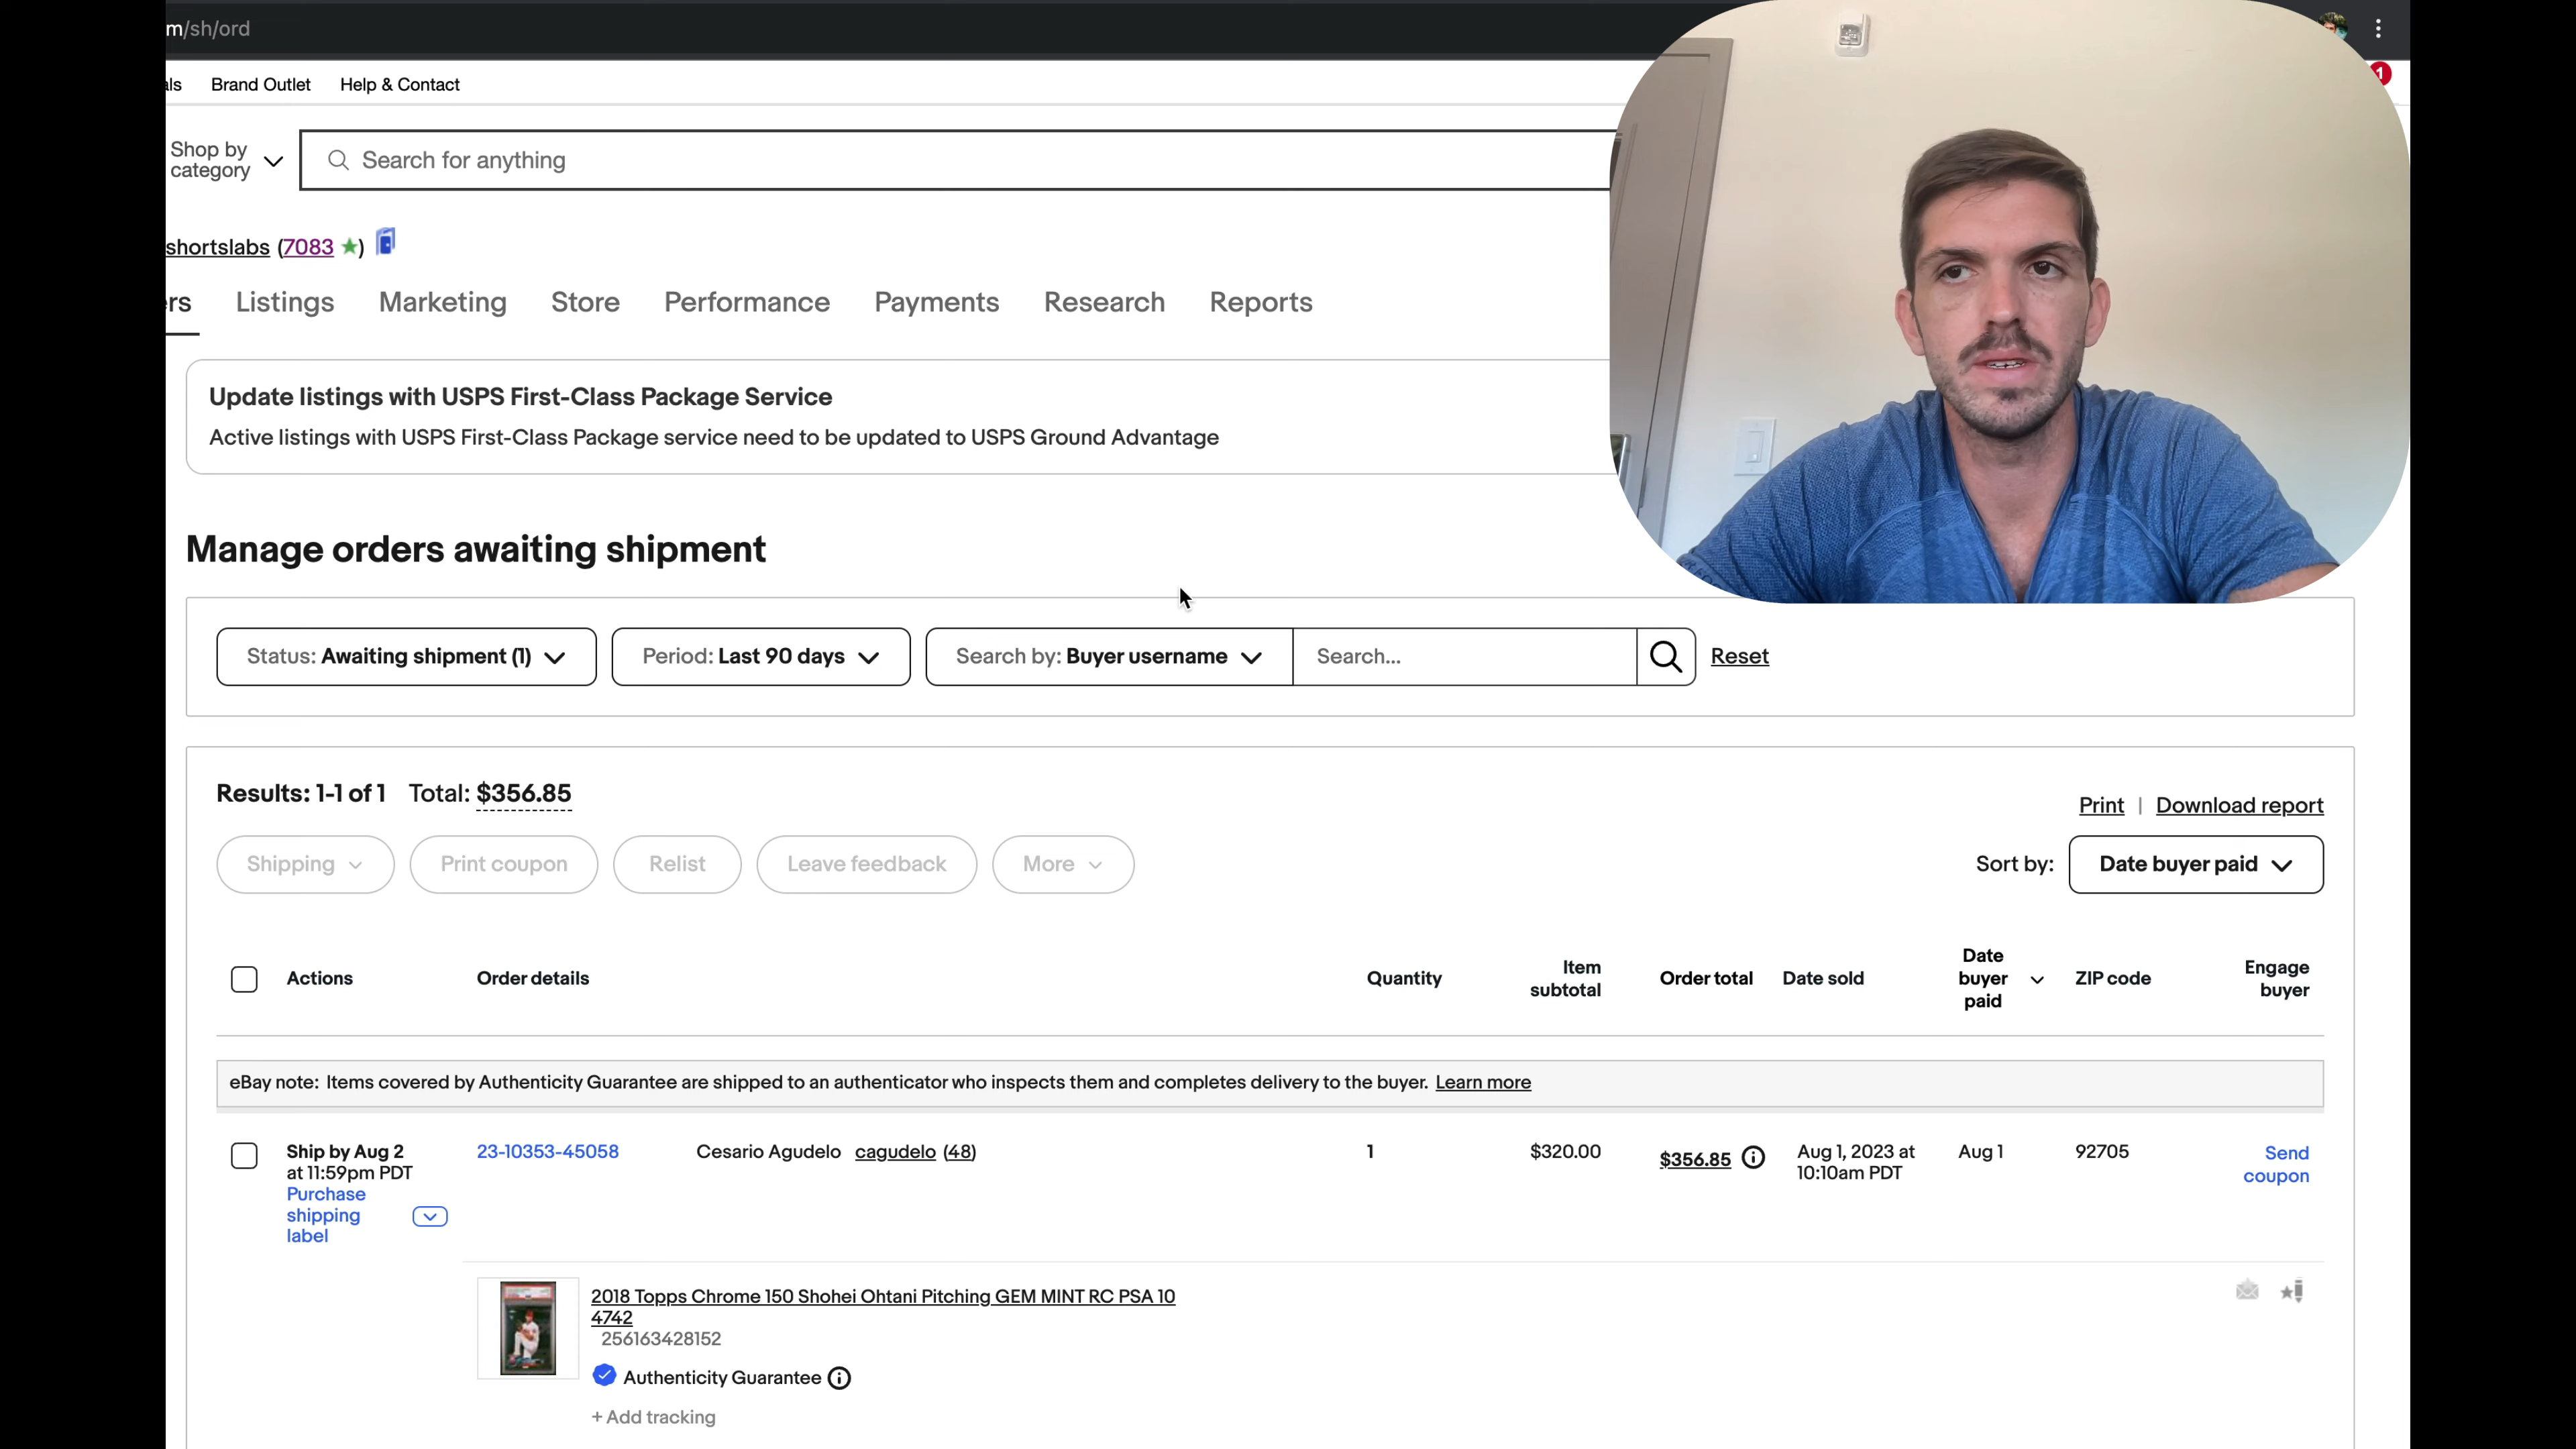 m/sh/ord
als Brand Outlet Help & Contact
1
Shop by category
Search for anything
shortslabs (7083 ★)
ers Listings Marketing Store Performance Payments Research Reports
Update listings with USPS First-Class Package Service
Active listings with USPS First-Class Package service need to be updated to USPS Ground Advantage
Manage orders awaiting shipment
Status: Awaiting shipment (1) Period: Last 90 days Search by: Buyer username Search... Reset
Results: 1-1 of 1 Total: $356.85
Print | Download report
Shipping Print coupon Relist Leave feedback More Sort by: Date buyer paid
Actions Order details Quantity Item subtotal Order total Date sold Date buyer paid ZIP code Engage buyer
eBay note: Items covered by Authenticity Guarantee are shipped to an authenticator who inspects them and completes delivery to the buyer. Learn more
Ship by Aug 2 23-10353-45058 Cesario Agudelo cagudelo (48) 1 $320.00 $356.85 Aug 1, 2023 at Aug 1 92705 Send
at 11:59pm PDT 10:10am PDT coupon
Purchase
shipping
label
2018 Topps Chrome 150 Shohei Ohtani Pitching GEM MINT RC PSA 10
4742
256163428152
Authenticity Guarantee
+ Add tracking